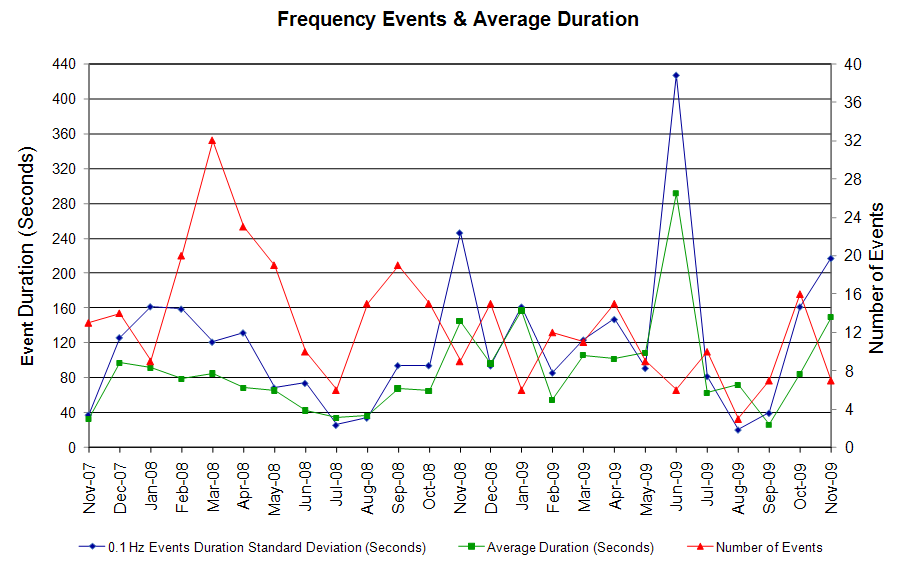 Frequency Events & Average Duration
Event Duration (Seconds)
440
400
360
320
280
240
200
160
120
80
40
0
40
36
32
28
24
20
16
12
8
4
0
Number of Events
Nov-07
Dec-07
Jan-08
Feb-08
Mar-08
Apr-08
May-08
Jun-08
Jul-08
Aug-08
Sep-08
Oct-08
Nov-08
Dec-08
Jan-09
Feb-09
Mar-09
Apr-09
May-09
Jun-09
Jul-09
Aug-09
Sep-09
Oct-09
Nov-09
0.1 Hz Events Duration Standard Deviation (Seconds)
Average Duration (Seconds)
Number of Events